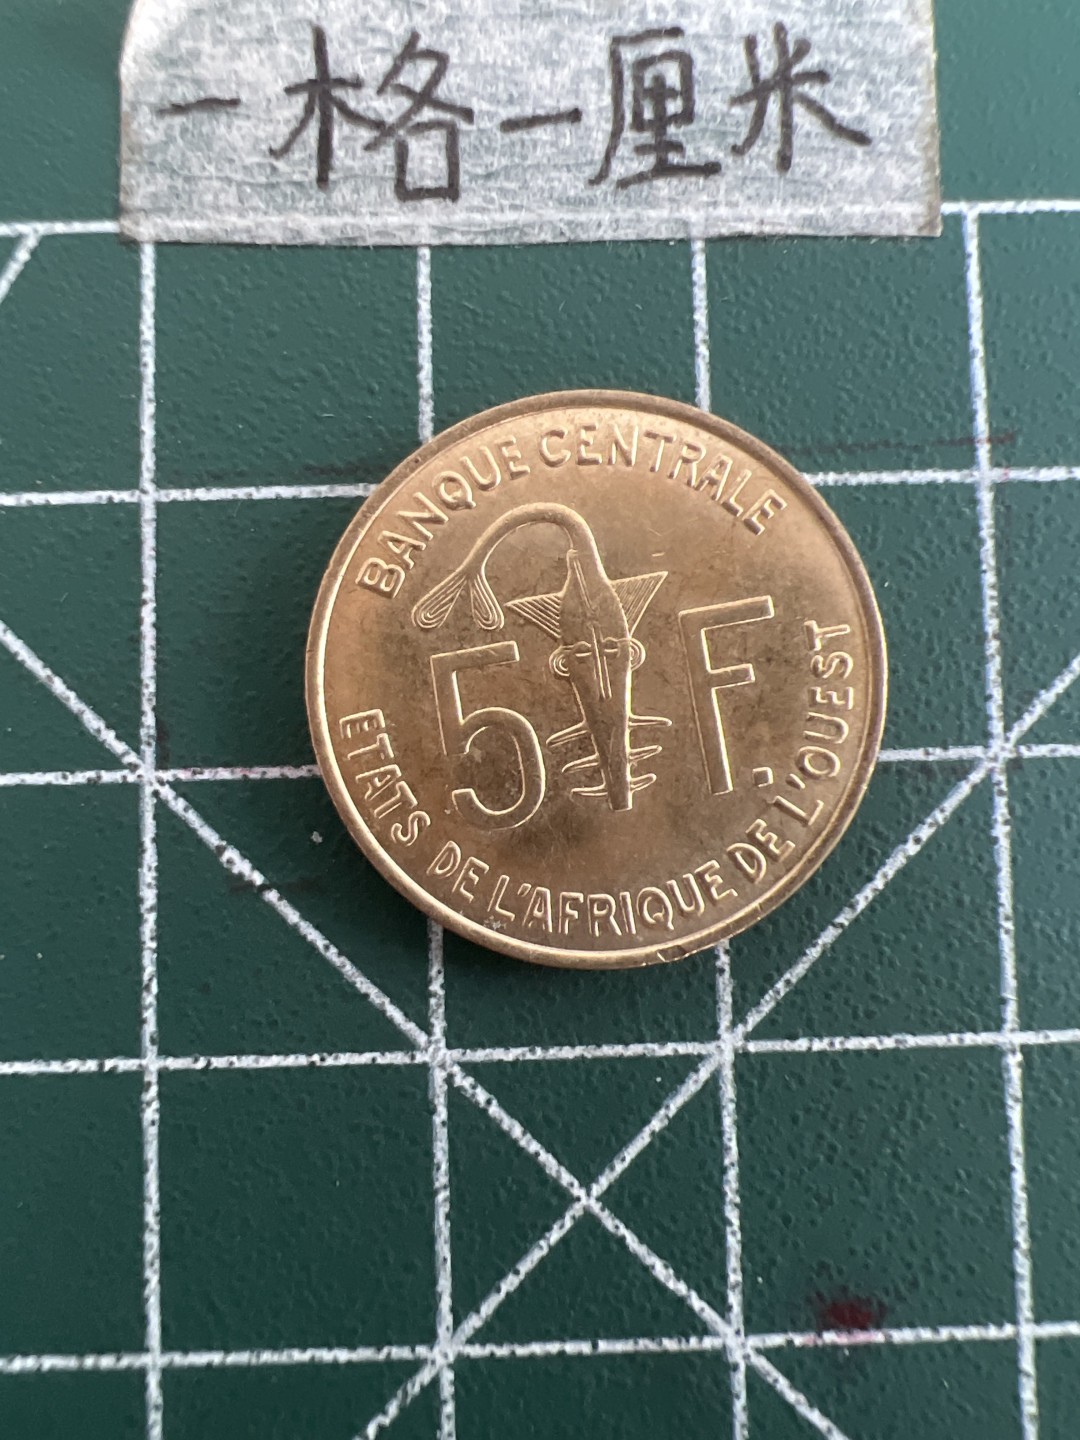 一格一厘米
BANQUE CENTRALE
5 F.
ETATS DE L'AFRIQUE DE L'OUEST